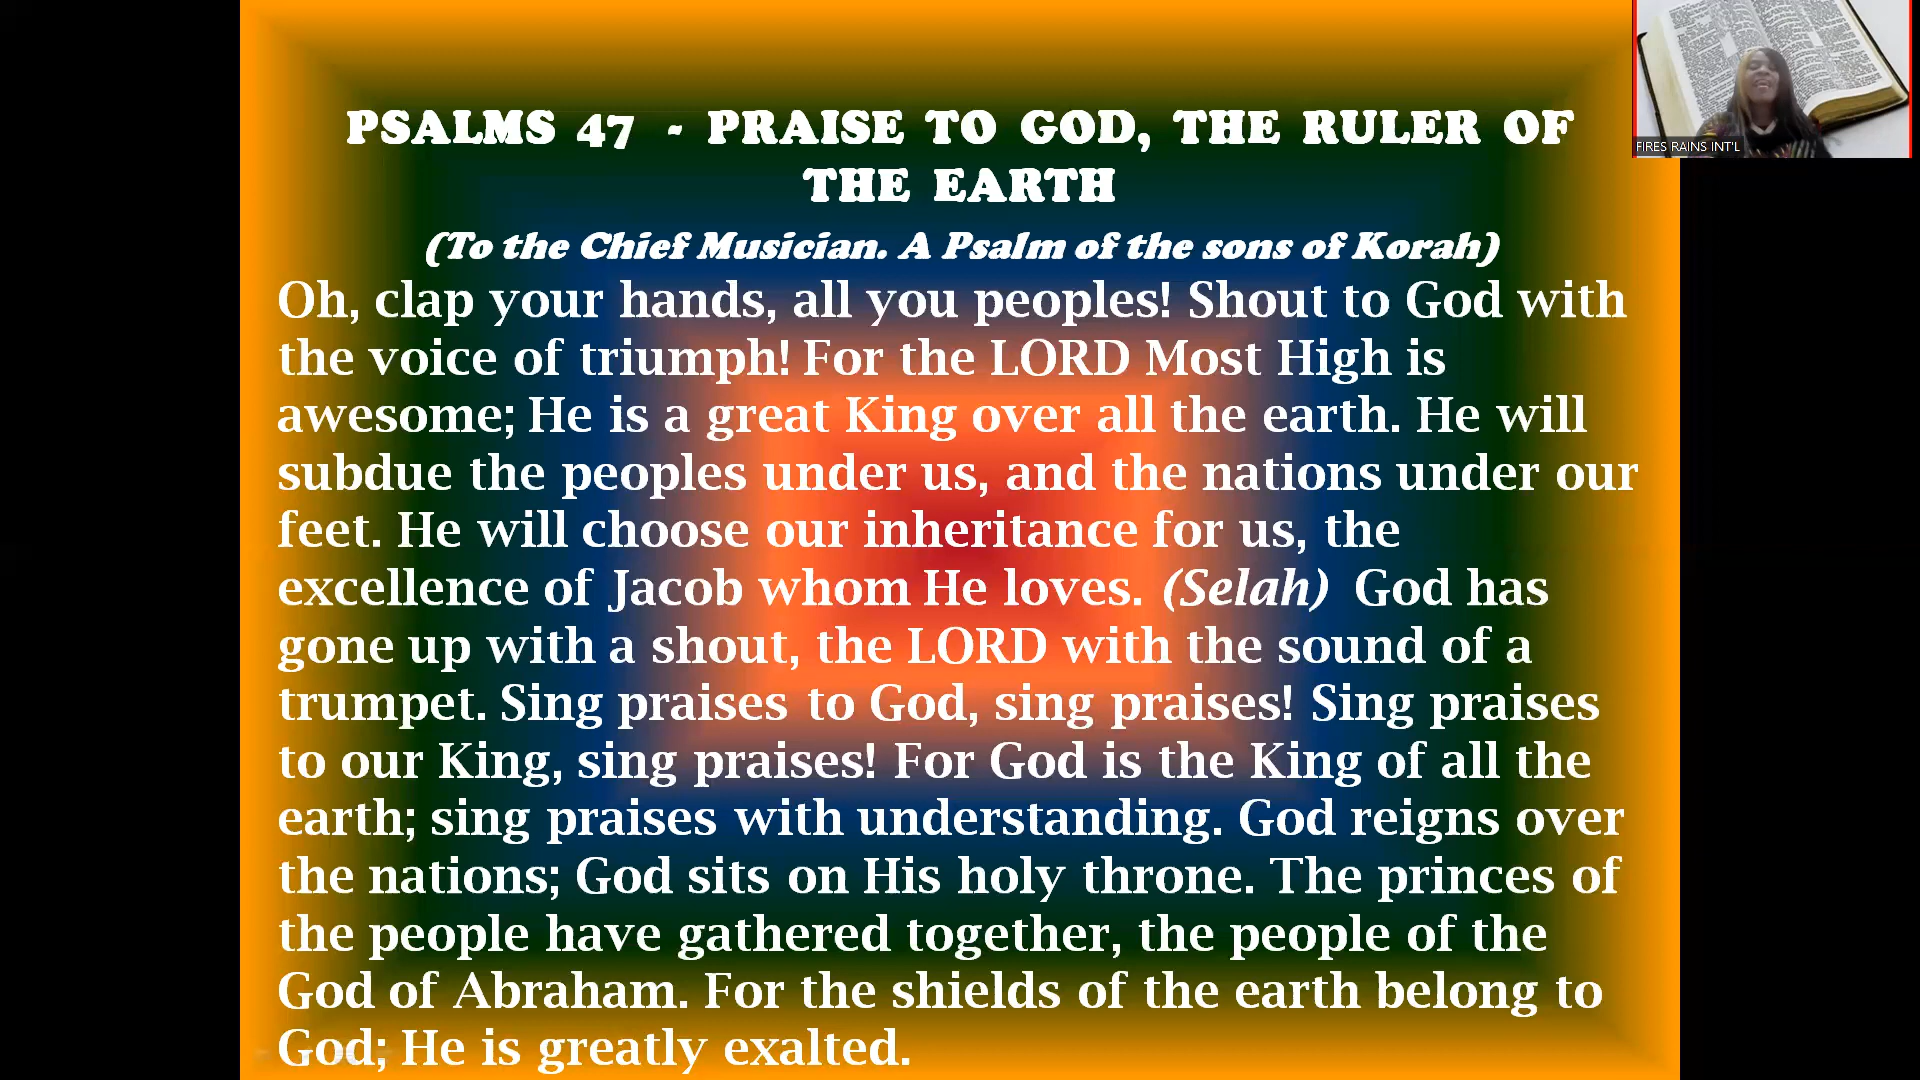 PSALMS 47 - PRAISE TO GOD, THE RULER OF
THE EARTH
(To the Chief Musician. A Psalm of the sons of Korah)
Oh, clap your hands, all you peoples! Shout to God with
the voice of triumph! For the LORD Most High is
awesome; He is a great King over all the earth. He will
subdue the peoples under us, and the nations under our
feet. He will choose our inheritance for us, the
excellence of Jacob whom He loves. (Selah) God has
gone up with a shout, the LORD with the sound of a
trumpet. Sing praises to God, sing praises! Sing praises
to our King, sing praises! For God is the King of all the
earth; sing praises with understanding. God reigns over
the nations; God sits on His holy throne. The princes of
the people have gathered together, the people of the
God of Abraham. For the shields of the earth belong to
God; He is greatly exalted.
FIRES RAINS INT'L